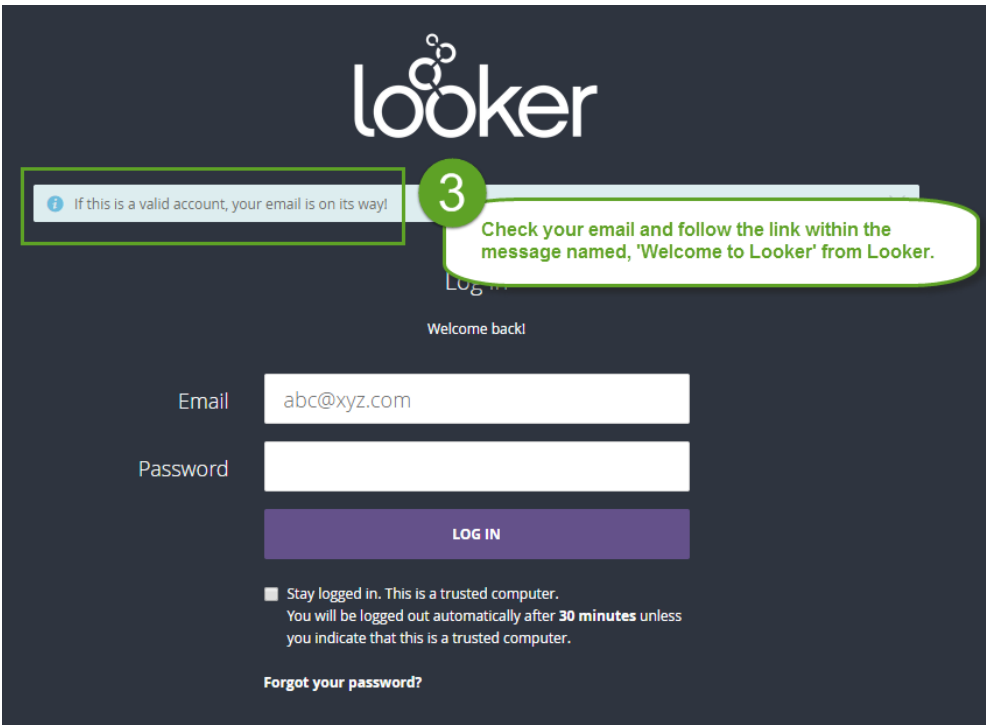 looker
If this is a valid account, your email is on its way!
3
Check your email and follow the link within the
message named, 'Welcome to Looker' from Looker.
Log In
Welcome back!
Email
abc@xyz.com
Password
LOG IN
Stay logged in. This is a trusted computer.
You will be logged out automatically after 30 minutes unless
you indicate that this is a trusted computer.
Forgot your password?